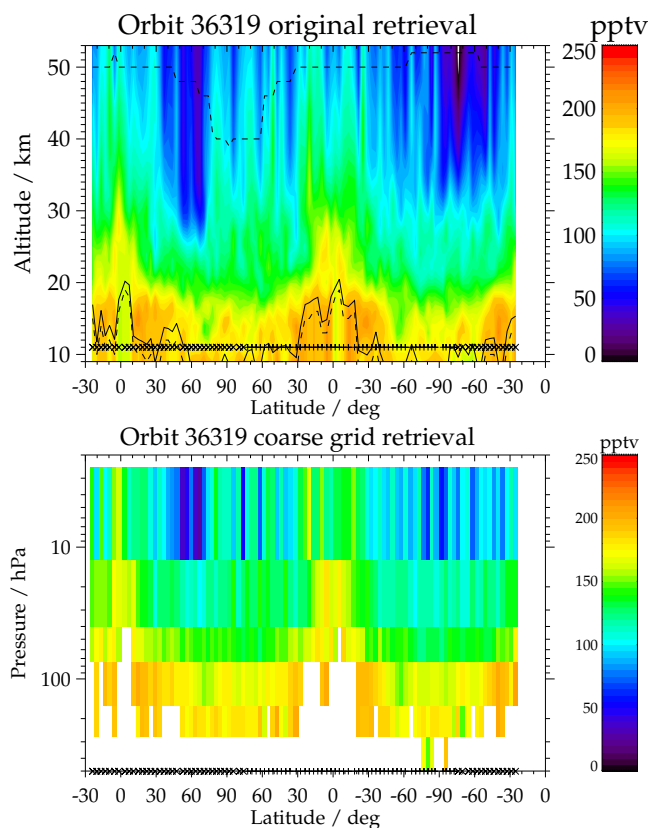 Orbit 36319 original retrieval
pptv
Altitude / km
50
40
30
20
10
-30 0 30 60 90 60 30 0 -30 -60 -90 -60 -30 0
Latitude / deg
250
200
150
100
50
0
Orbit 36319 coarse grid retrieval
pptv
Pressure / hPa
10
100
-30 0 30 60 90 64 30 0 -30 -60 -90 -60 -30 0
Latitude / deg
250
200
150
100
50
0